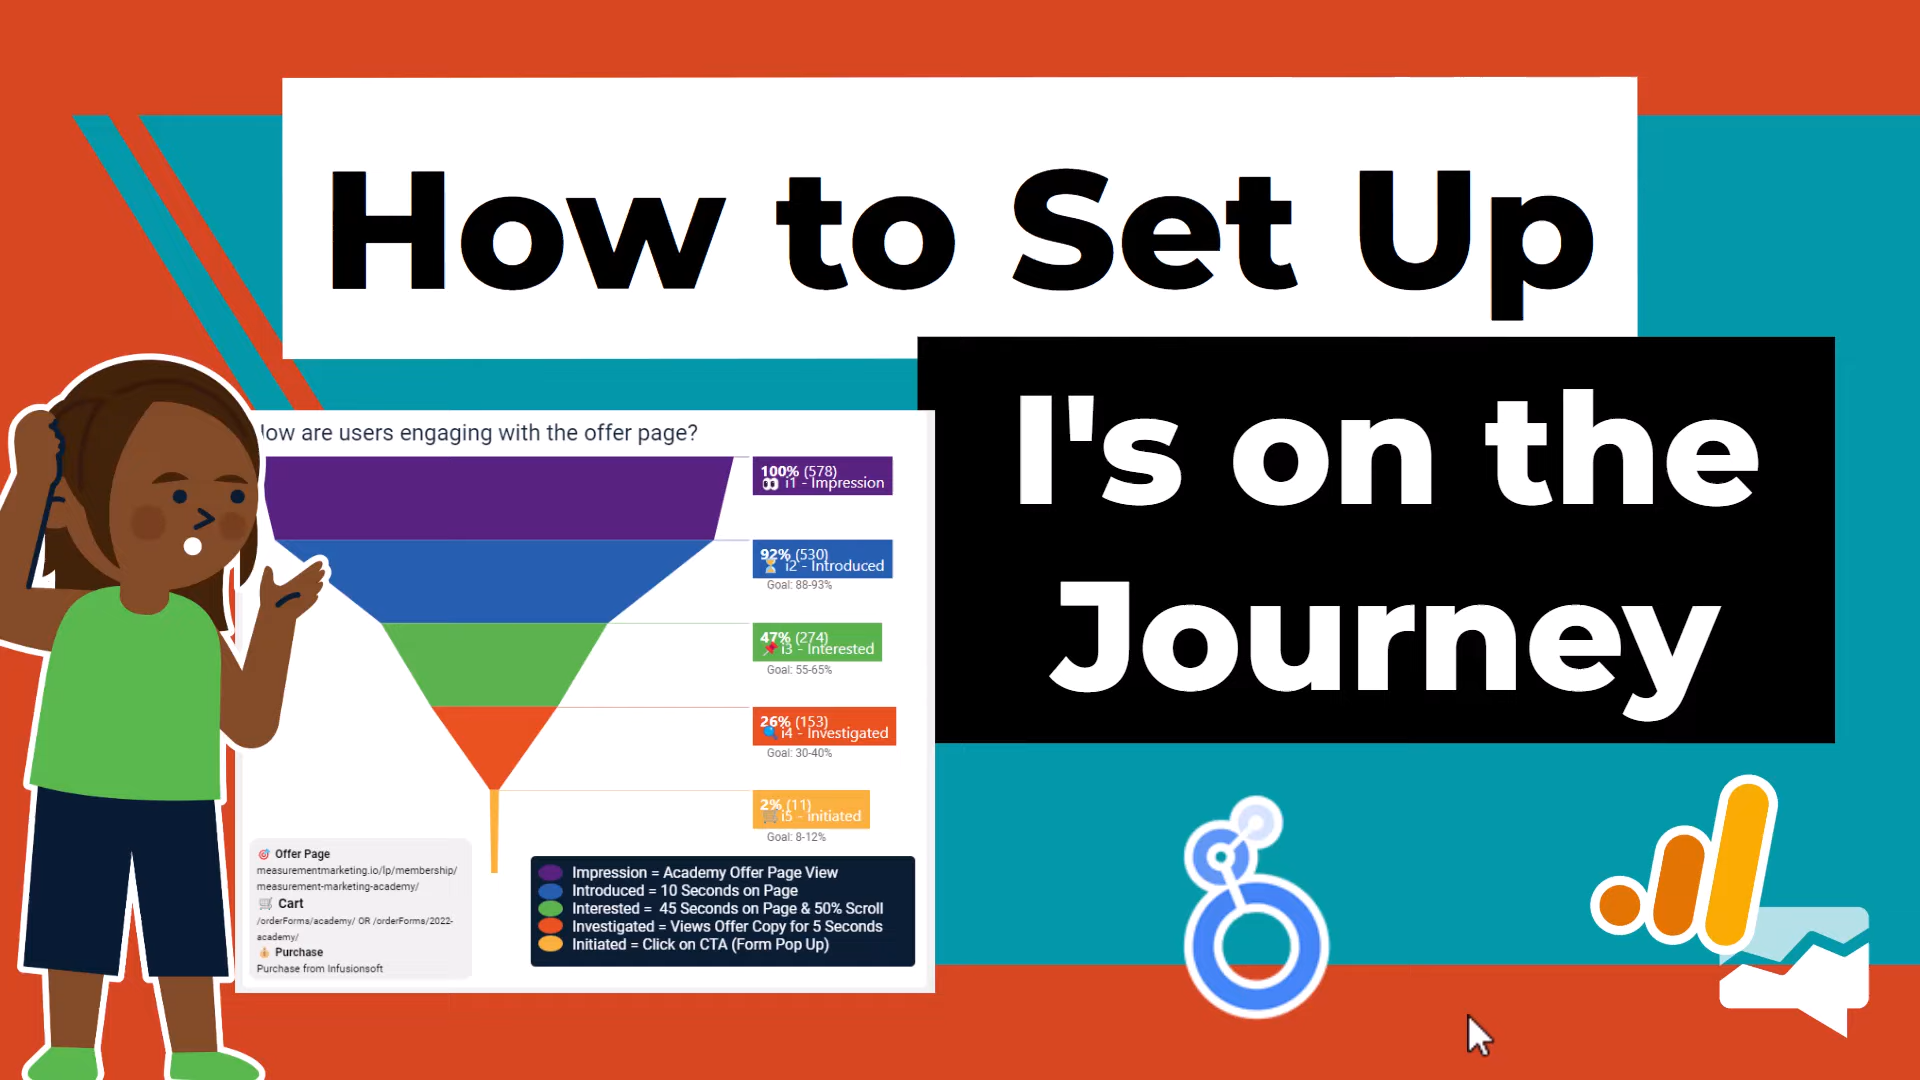 How to Set Up
I's on the
Journey
ow are users engaging with the offer page?
100% (578)
i1 - Impression
92% (530)
i2 - Introduced
Goal: 88-93%
47% (274)
i3 - Interested
Goal: 55-65%
26% (153)
i4 - Investigated
Goal: 30-40%
2% (11)
i5 - Initiated
Goal: 8-12%
Offer Page
measurementmarketing.io/lp/membership/
measurement-marketing-academy/
Cart
/orderForms/academy/ OR /orderForms/2022-
academy/
Purchase
Purchase from Infusionsoft
Impression = Academy Offer Page View
Introduced = 10 Seconds on Page
Interested = 45 Seconds on Page & 50% Scroll
Investigated = Views Offer Copy for 5 Seconds
Initiated = Click on CTA (Form Pop Up)